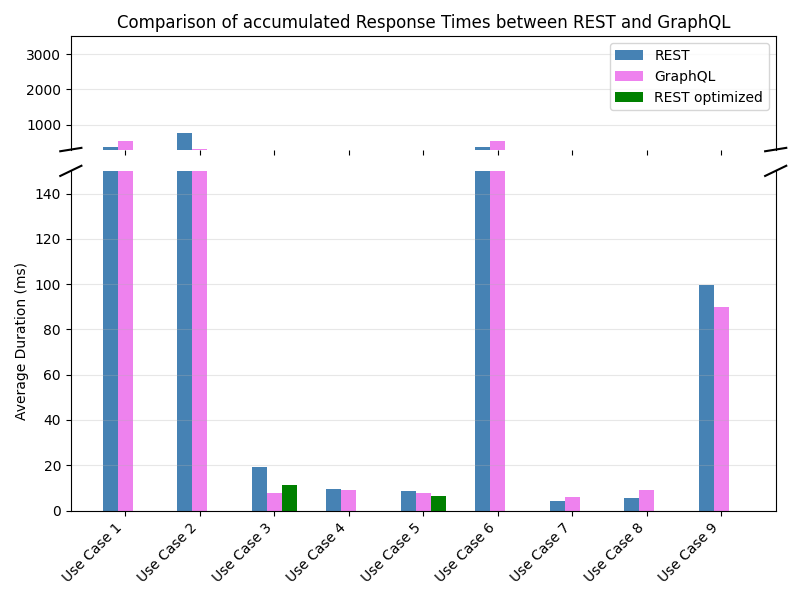 Comparison of accumulated Response Times between REST and GraphQL
3000
2000
1000
REST
GraphQL
REST optimized
140
120
100
80
60
40
20
0
Average Duration (ms)
Use Case 1
Use Case 2
Use Case 3
Use Case 4
Use Case 5
Use Case 6
Use Case 7
Use Case 8
Use Case 9